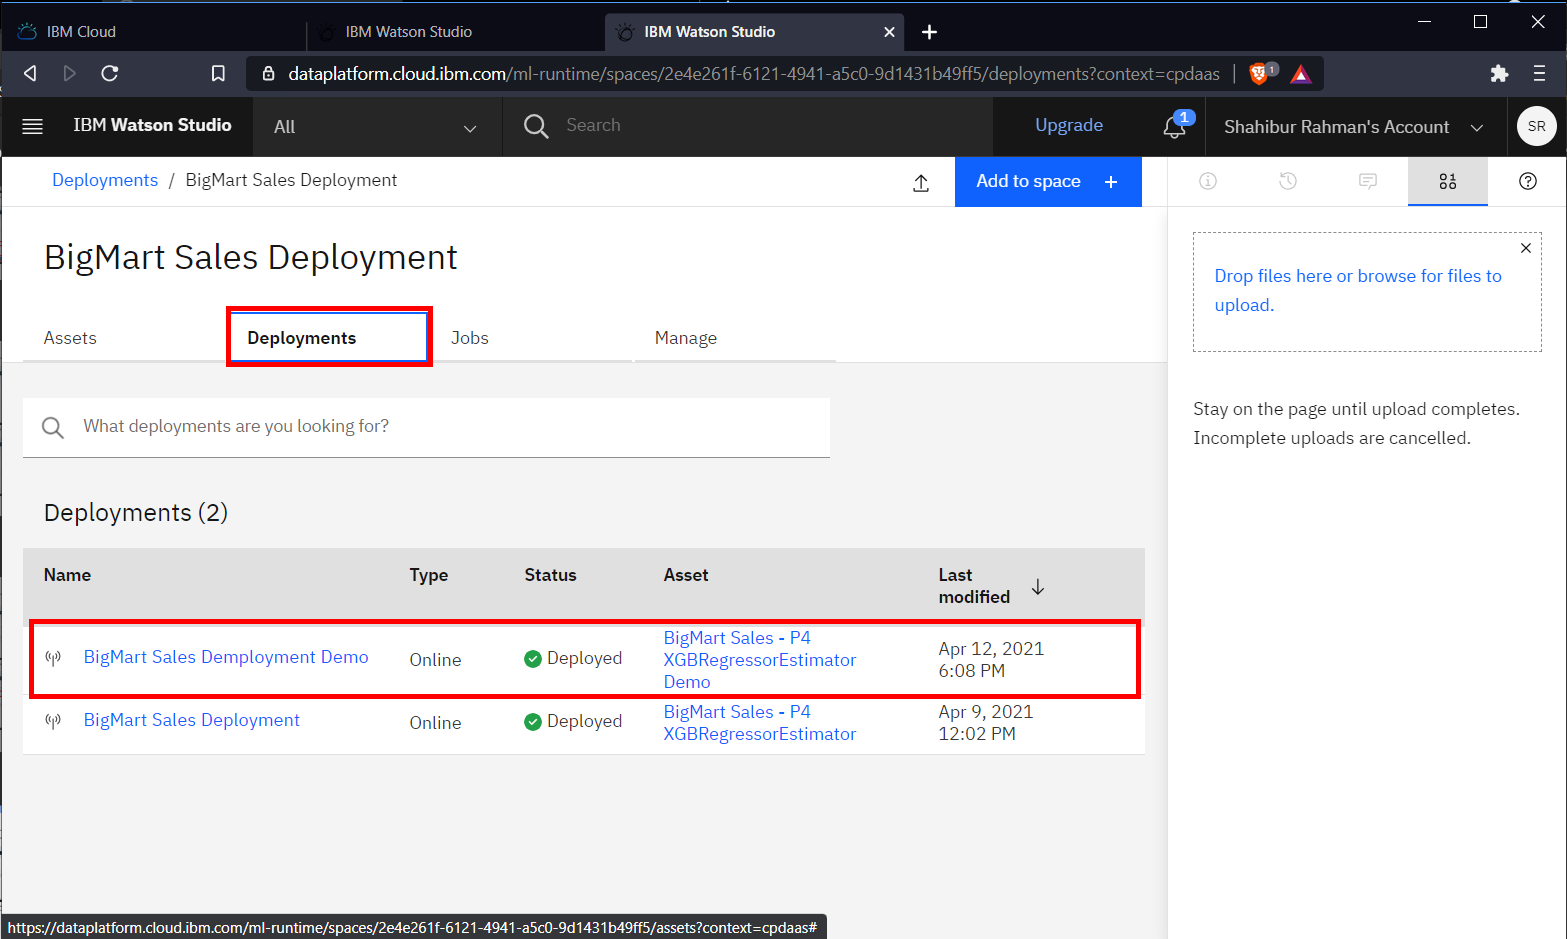 IBM Cloud
IBM Watson Studio
IBM Watson Studio
dataplatform.cloud.ibm.com/ml-runtime/spaces/2e4e261f-6121-4941-a5c0-9d1431b49ff5/deployments?context=cpdaas
1
IBM Watson Studio
All
Search
Upgrade
1
Shahibur Rahman's Account
SR
Deployments / BigMart Sales Deployment
Add to space +
BigMart Sales Deployment
Assets
Deployments
Jobs
Manage
Drop files here or browse for files to
upload.
Stay on the page until upload completes.
Incomplete uploads are cancelled.
What deployments are you looking for?
Deployments (2)
Name
Type
Status
Asset
Last
modified
BigMart Sales Demployment Demo
Online
Deployed
BigMart Sales - P4
XGBRegressorEstimator
Demo
Apr 12, 2021
6:08 PM
BigMart Sales Deployment
Online
Deployed
BigMart Sales - P4
XGBRegressorEstimator
Apr 9, 2021
12:02 PM
https://dataplatform.cloud.ibm.com/ml-runtime/spaces/2e4e261f-6121-4941-a5c0-9d1431b49ff5/assets?context=cpdaas#